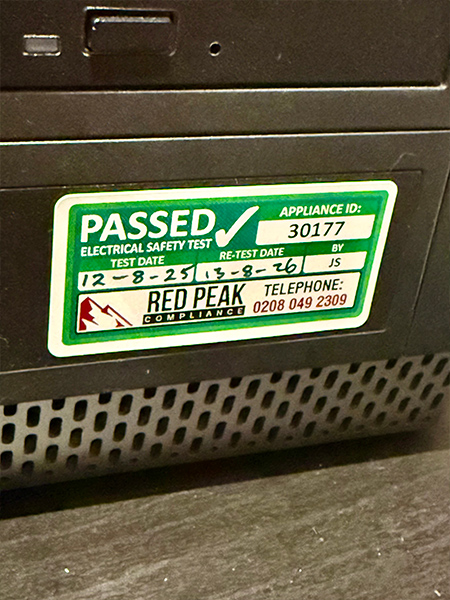 PASSED
ELECTRICAL SAFETY TEST
APPLIANCE ID:
30177
TEST DATE
RE-TEST DATE
BY
12-8-25
13-8-26
JS
RED PEAK
COMPLIANCE
TELEPHONE:
0208 049 2309